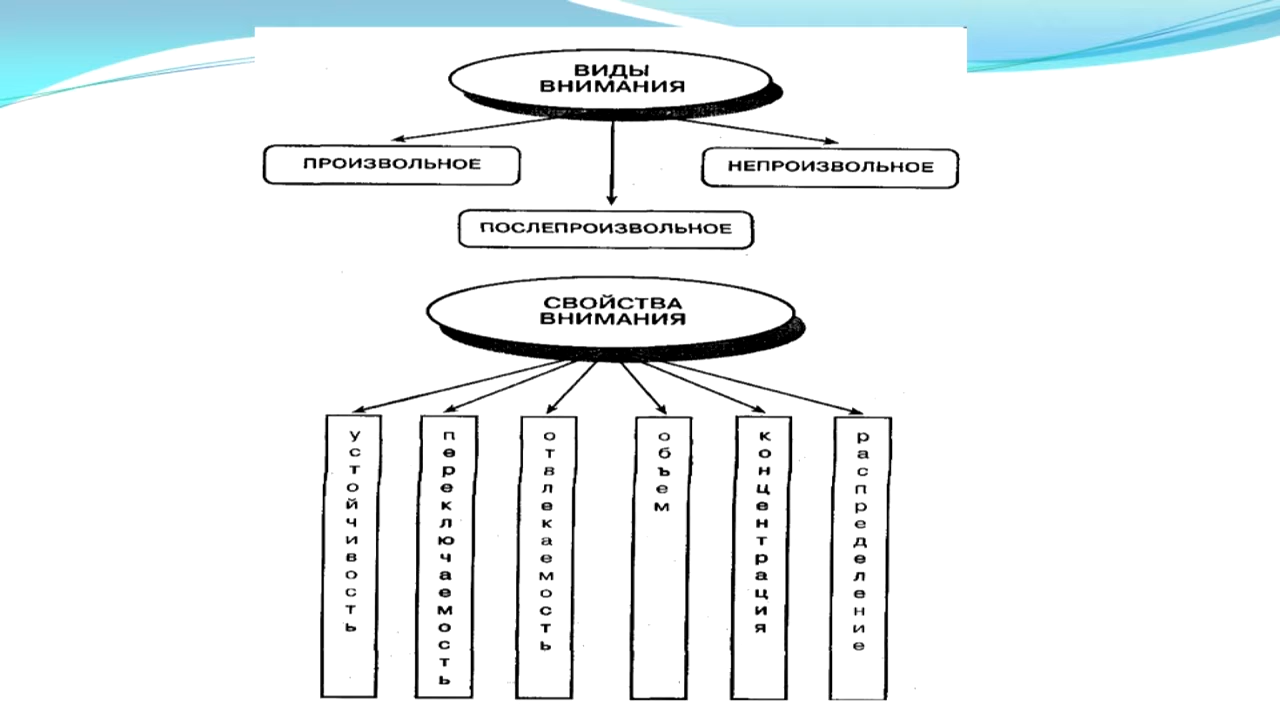 ВИДЫ
ВНИМАНИЯ
ПРОИЗВОЛЬНОЕ
НЕПРОИЗВОЛЬНОЕ
ПОСЛЕПРОИЗВОЛЬНОЕ
СВОЙСТВА
ВНИМАНИЯ
устойчивость
переключаемость
отвлекаемость
объем
концентрация
распределение